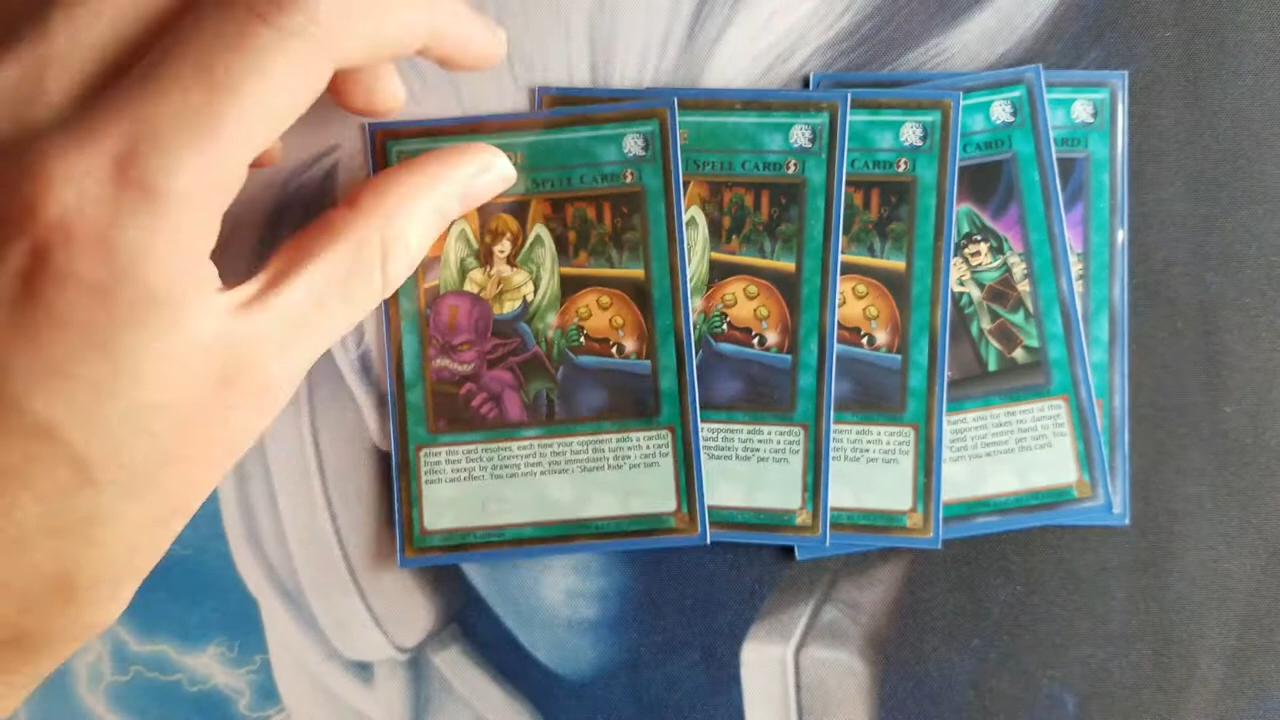 SPELL CARD
After this card resolves, each time your opponent adds a card(s)
from their Deck or Graveyard to their hand this turn with a card
effect, except by drawing them, you immediately draw 1 card for
each card effect. You can only activate 1 "Shared Ride" per turn.
1st Edition
SPELL CARD
r opponent adds a card(s)
hand this turn with a card
mediately draw 1 card for
"Shared Ride" per turn.
CARD
nent adds a card(s)
his turn with a card
tely draw 1 card for
ed Ride" per turn.
CARD
hand, also for the rest of this
opponent takes no damage.
send your entire hand to the
"Card of Demise" per turn. You
turn you activate this card.
ARD